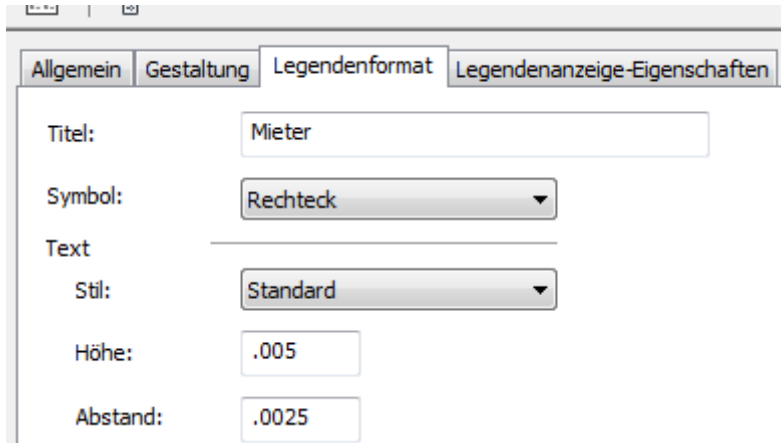 Allgemein Gestaltung Legendenformat Legendenanzeige-Eigenschaften
Titel: Mieter
Symbol: Rechteck
Text
Stil: Standard
Höhe: .005
Abstand: .0025